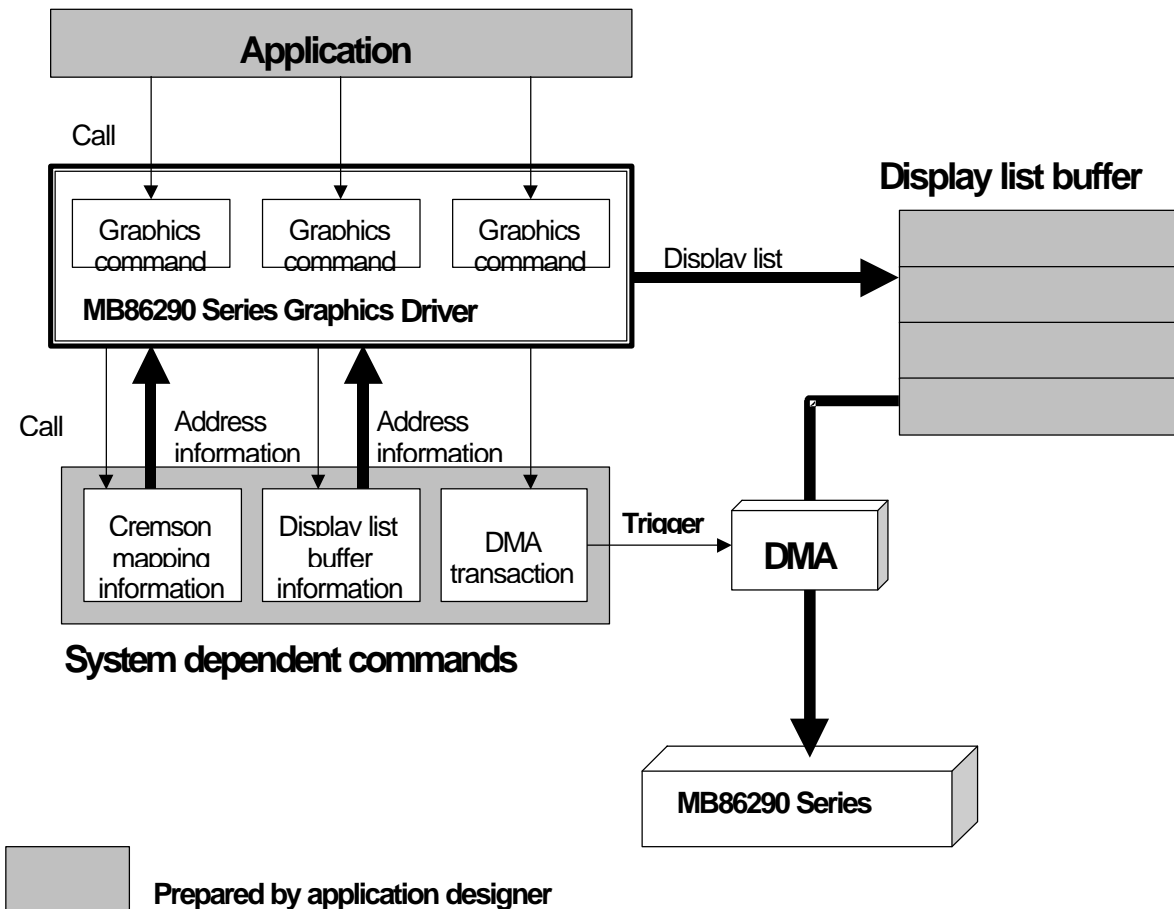 Application
Call
Display list buffer
Graphics
command
Graphics
command
Graphics
command
Display list
MB86290 Series Graphics Driver
Call
Address
information
Address
information
Cremson
mapping
information
Display list
buffer
information
DMA
transaction
Trigger
DMA
System dependent commands
MB86290 Series
Prepared by application designer